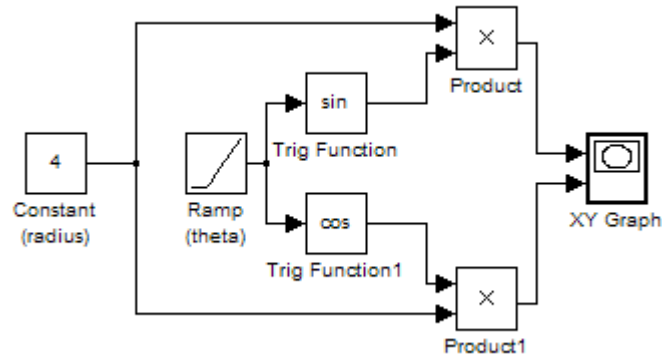 ×
Product
sin
Trig Function
4
Constant
(radius)
Ramp
(theta)
XY Graph
cos
Trig Function1
×
Product1